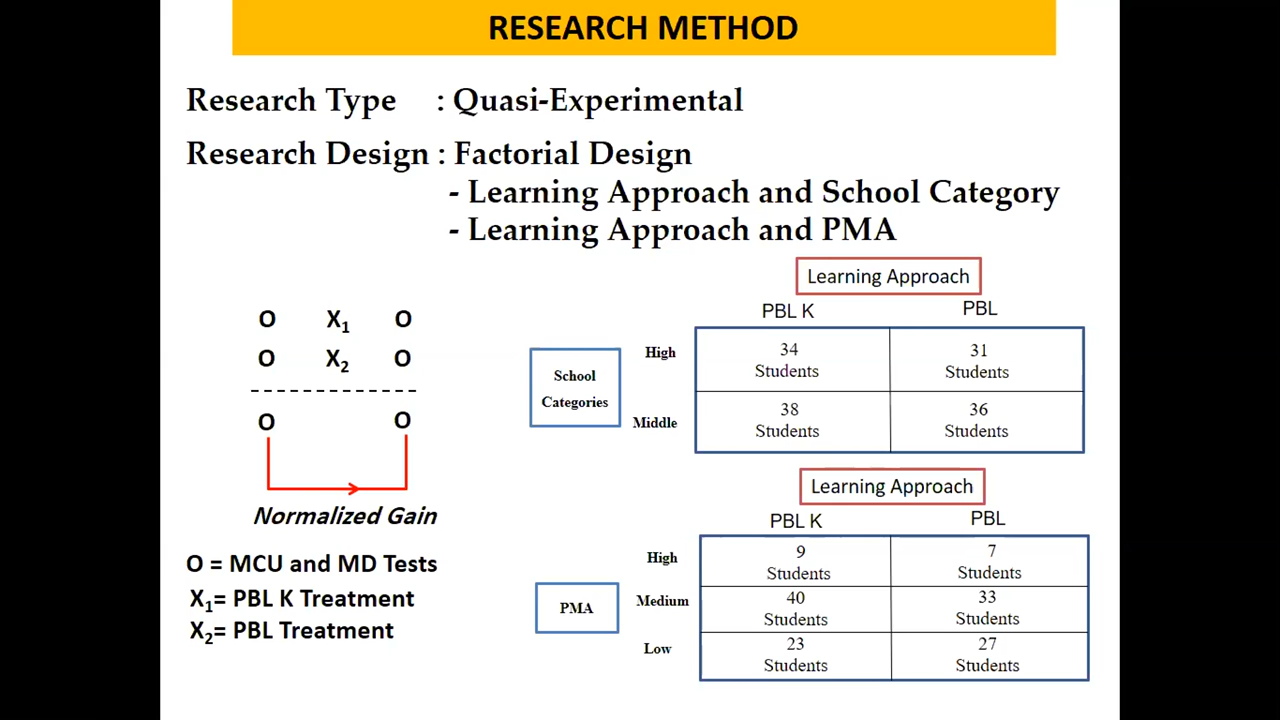 RESEARCH METHOD
Research Type : Quasi-Experimental
Research Design : Factorial Design
- Learning Approach and School Category
- Learning Approach and PMA
O X1 O
O X2 O
O O
Normalized Gain
O = MCU and MD Tests
X1= PBL K Treatment
X2= PBL Treatment
Learning Approach
PBL K PBL
School
Categories
High
34
Students
31
Students
Middle
38
Students
36
Students
Learning Approach
PBL K PBL
PMA
High
9
Students
7
Students
Medium
40
Students
33
Students
Low
23
Students
27
Students